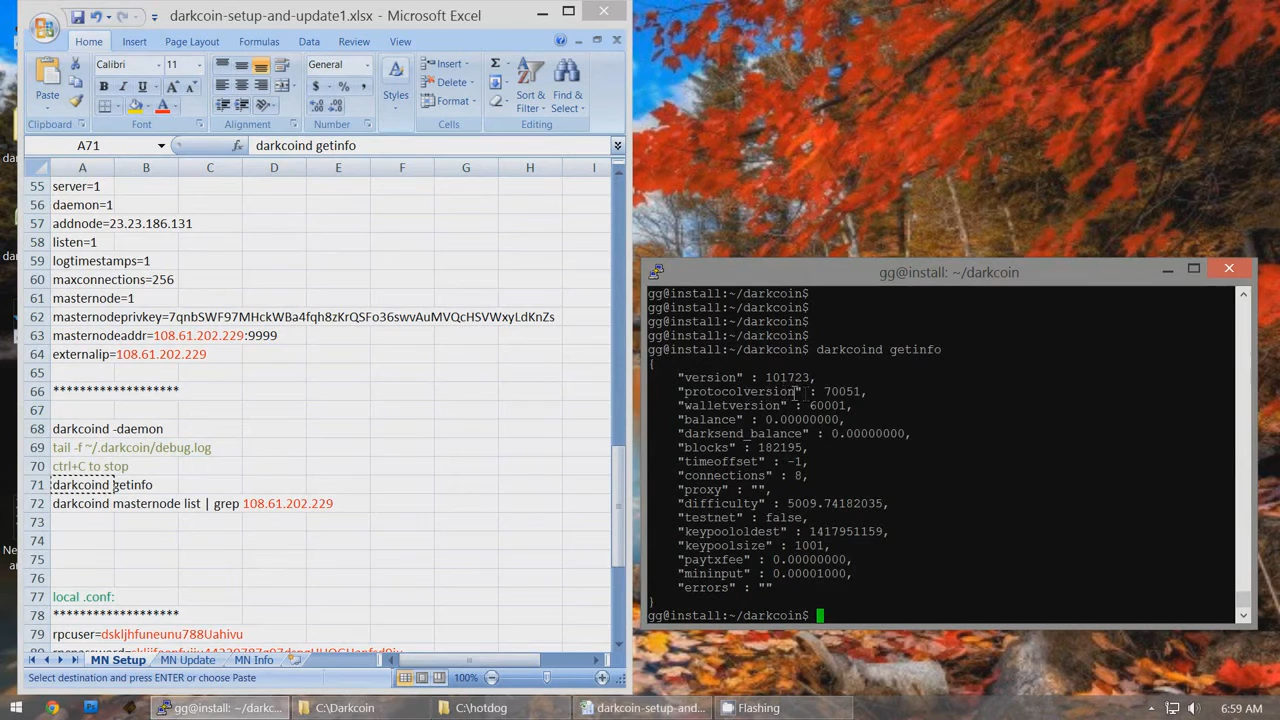 darkcoin-setup-and-update1.xlsx - Microsoft Excel
Home Insert Page Layout Formulas Data Review View
Paste
Calibri 11
B I U
A A
General
$ % ,
Styles
Insert
Delete
Format
Σ
Sort & Filter
Find & Select
Clipboard Font Alignment Number Cells Editing
A71 fx darkcoind getinfo
A B C D E F G H I
55 server=1
56 daemon=1
57 addnode=23.23.186.131
58 listen=1
59 logtimestamps=1
60 maxconnections=256
61 masternode=1
62 masternodeprivkey=7qnbSWF97MHckWBa4fqh8zKrQSFo36swvAuMVQcHSVWxyLdKnZs
63 masternodeaddr=108.61.202.229:9999
64 externalip=108.61.202.229
65
66 *******************
67
68 darkcoind -daemon
69 tail -f ~/.darkcoin/debug.log
70 ctrl+C to stop
71 darkcoind getinfo
72 darkcoind masternode list | grep 108.61.202.229
73
74
75
76
77 local .conf:
78 *******************
79 rpcuser=dskljhfuneunu788Uahivu
MN Setup MN Update MN Info
Select destination and press ENTER or choose Paste 100%
gg@install: ~/darkcoin
gg@install:~/darkcoin$
gg@install:~/darkcoin$
gg@install:~/darkcoin$
gg@install:~/darkcoin$
gg@install:~/darkcoin$ darkcoind getinfo
{
"version" : 101723,
"protocolversion" : 70051,
"walletversion" : 60001,
"balance" : 0.00000000,
"darksend_balance" : 0.00000000,
"blocks" : 182195,
"timeoffset" : -1,
"connections" : 8,
"proxy" : "",
"difficulty" : 5009.74182035,
"testnet" : false,
"keypoololdest" : 1417951159,
"keypoolsize" : 1001,
"paytxfee" : 0.00000000,
"mininput" : 0.00001000,
"errors" : ""
}
gg@install:~/darkcoin$
gg@install: ~/darkc... C:\Darkcoin C:\hotdog darkcoin-setup-and-... Flashing 6:59 AM